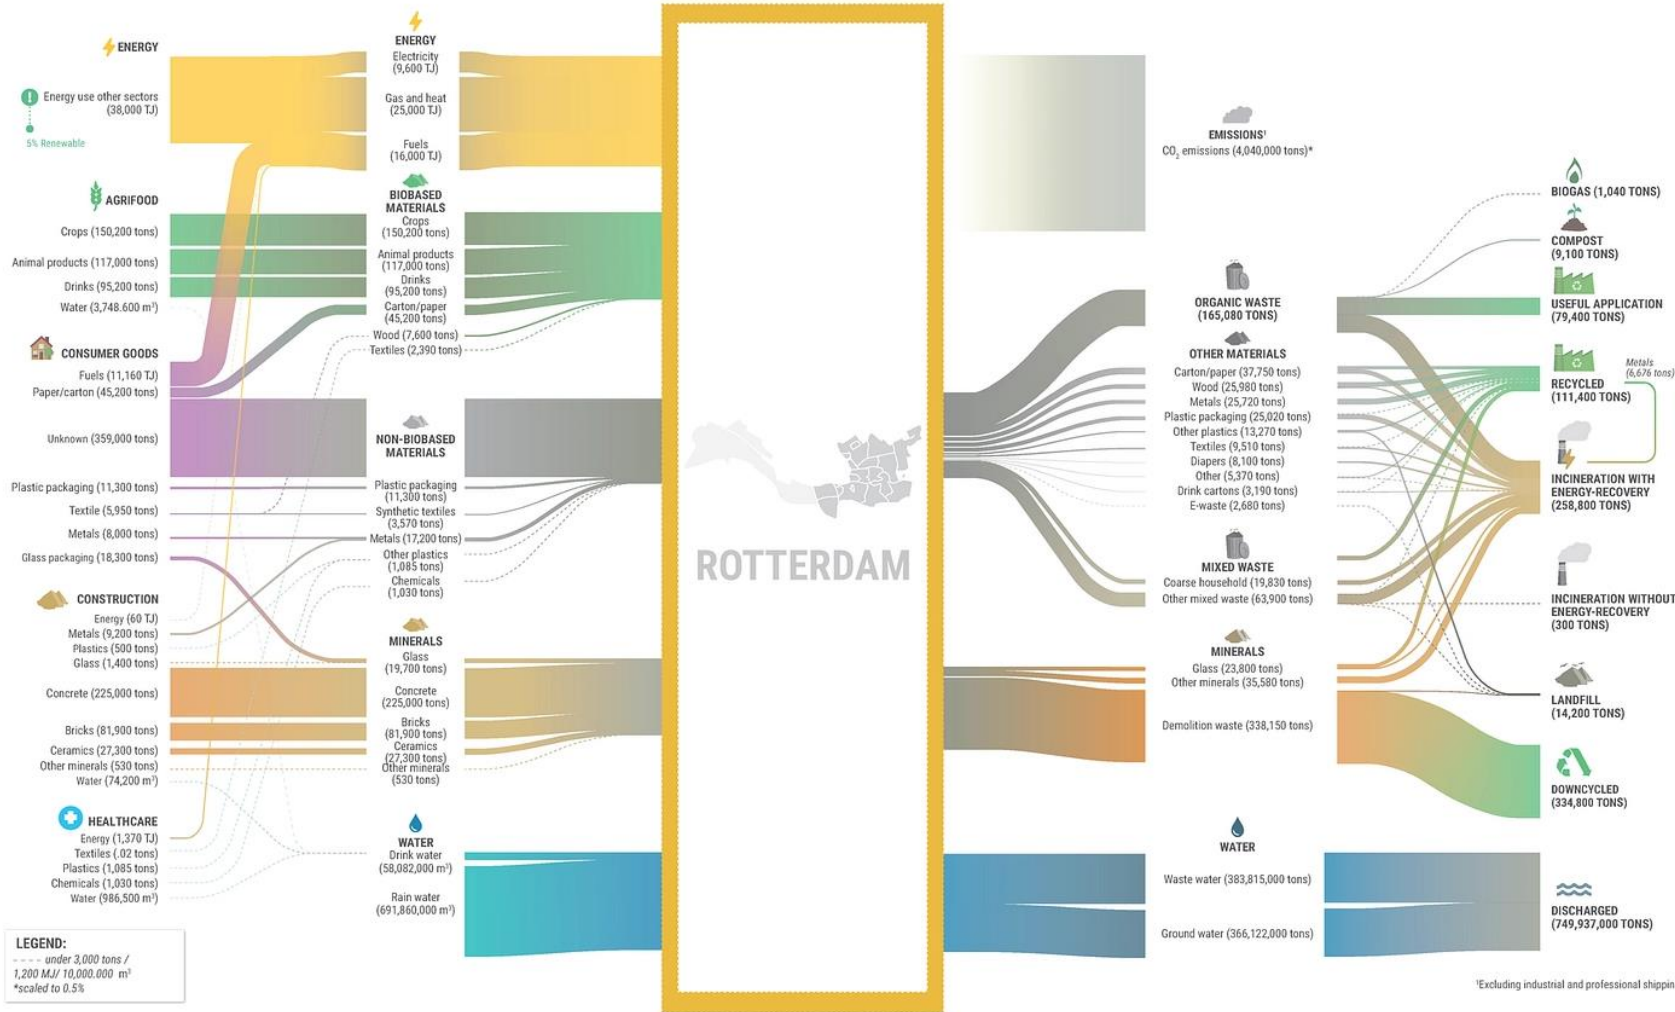 ENERGY
Energy use other sectors
(38,000 TJ)
5% Renewable
AGRIFOOD
Crops (150,200 tons)
Animal products (117,000 tons)
Drinks (95,200 tons)
Water (3,748.600 m³)
CONSUMER GOODS
Fuels (11,160 TJ)
Paper/carton (45,200 tons)
Unknown (359,000 tons)
Plastic packaging (11,300 tons)
Textile (5,950 tons)
Metals (8,000 tons)
Glass packaging (18,300 tons)
CONSTRUCTION
Energy (60 TJ)
Metals (9,200 tons)
Plastics (500 tons)
Glass (1,400 tons)
Concrete (225,000 tons)
Bricks (81,900 tons)
Ceramics (27,300 tons)
Other minerals (530 tons)
Water (74,200 m³)
HEALTHCARE
Energy (1,370 TJ)
Textiles (.02 tons)
Plastics (1,085 tons)
Chemicals (1,030 tons)
Water (986,500 m³)
LEGEND:
---- under 3,000 tons /
1,200 MJ/ 10,000.000 m³
*scaled to 0.5%
ENERGY
Electricity
(9,600 TJ)
Gas and heat
(25,000 TJ)
Fuels
(16,000 TJ)
BIOBASED
MATERIALS
Crops
(150,200 tons)
Animal products
(117,000 tons)
Drinks
(95,200 tons)
Carton/paper
(45,200 tons)
Wood (7,600 tons)
Textiles (2,390 tons)
NON-BIOBASED
MATERIALS
Plastic packaging
(11,300 tons)
Synthetic textiles
(3,570 tons)
Metals (17,200 tons)
Other plastics
(1,085 tons)
Chemicals
(1,030 tons)
MINERALS
Glass
(19,700 tons)
Concrete
(225,000 tons)
Bricks
(81,900 tons)
Ceramics
(27,300 tons)
Other minerals
(530 tons)
WATER
Drink water
(58,082,000 m³)
Rain water
(691,860,000 m³)
ROTTERDAM
EMISSIONS¹
CO₂ emissions (4,040,000 tons)*
ORGANIC WASTE
(165,080 TONS)
OTHER MATERIALS
Carton/paper (37,750 tons)
Wood (25,980 tons)
Metals (25,720 tons)
Plastic packaging (25,020 tons)
Other plastics (13,270 tons)
Textiles (9,510 tons)
Diapers (8,100 tons)
Other (5,370 tons)
Drink cartons (3,190 tons)
E-waste (2,680 tons)
MIXED WASTE
Coarse household (19,830 tons)
Other mixed waste (63,900 tons)
MINERALS
Glass (23,800 tons)
Other minerals (35,580 tons)
Demolition waste (338,150 tons)
WATER
Waste water (383,815,000 tons)
Ground water (366,122,000 tons)
BIOGAS (1,040 TONS)
COMPOST
(9,100 TONS)
USEFUL APPLICATION
(79,400 TONS)
Metals
(6,676 tons)
RECYCLED
(111,400 TONS)
INCINERATION WITH
ENERGY-RECOVERY
(258,800 TONS)
INCINERATION WITHOUT
ENERGY-RECOVERY
(300 TONS)
LANDFILL
(14,200 TONS)
DOWNCYCLED
(334,800 TONS)
DISCHARGED
(749,937,000 TONS)
¹Excluding industrial and professional shippin